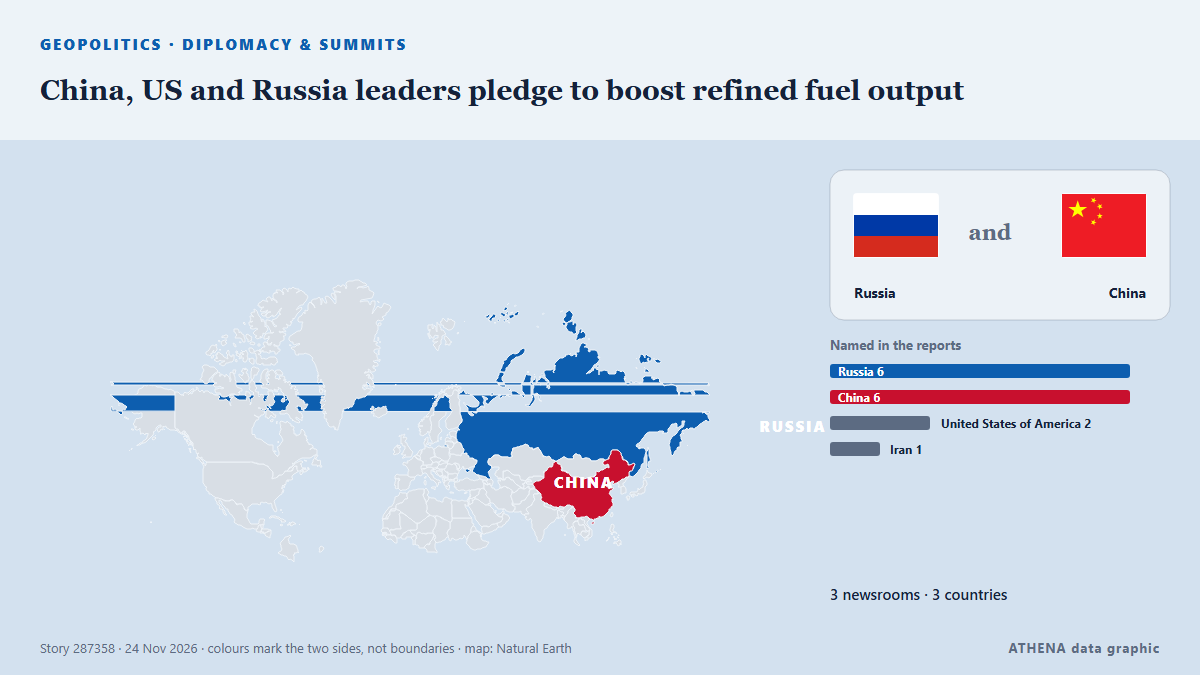 GEOPOLITICS · DIPLOMACY & SUMMITS
China, US and Russia leaders pledge to boost refined fuel output
and
Russia
China
Named in the reports
Russia 6
China 6
United States of America 2
Iran 1
RUSSIA
CHINA
3 newsrooms · 3 countries
Story 287358 · 24 Nov 2026 · colours mark the two sides, not boundaries · map: Natural Earth
ATHENA data graphic